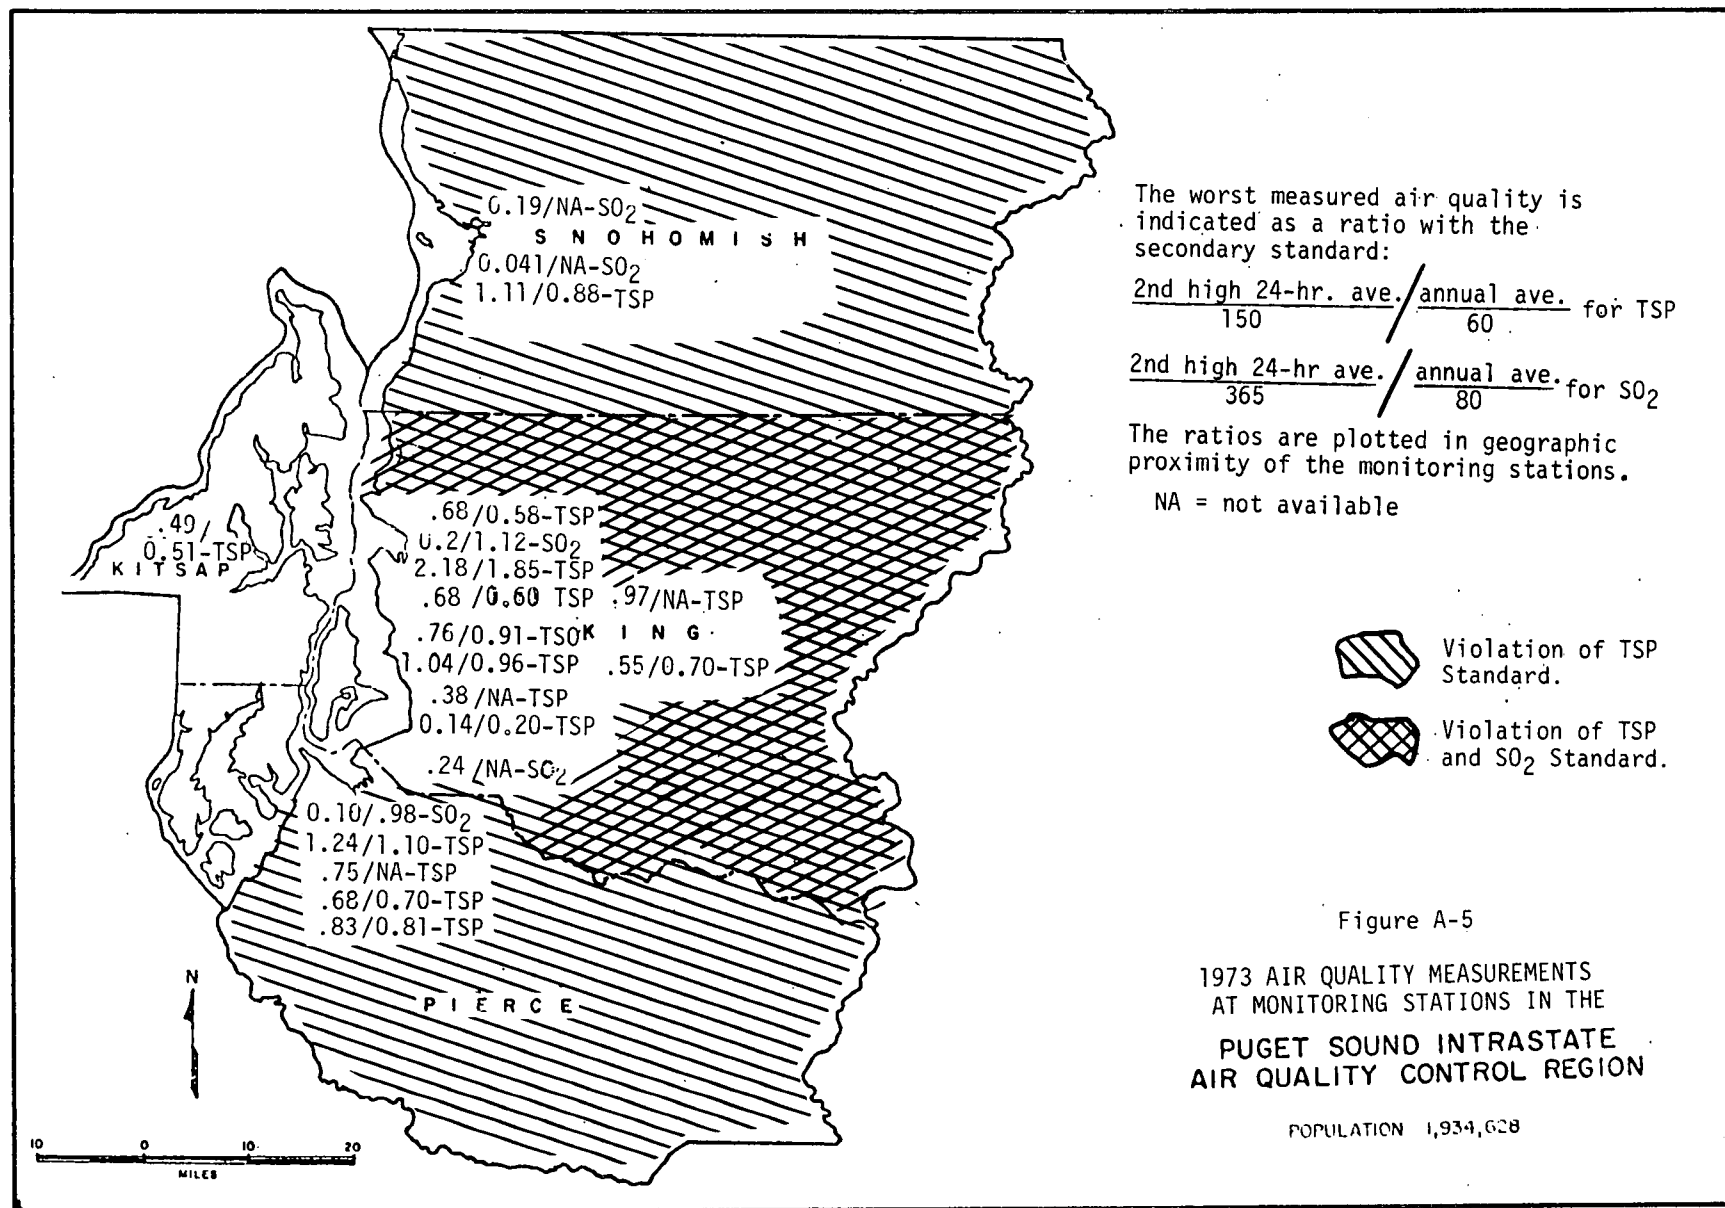 0.19/NA-SO2
SNOHOMISH
0.041/NA-SO2
1.11/0.88-TSP
The worst measured air quality is
indicated as a ratio with the
secondary standard:
2nd high 24-hr. ave./annual ave. for TSP
150 60
2nd high 24-hr ave./annual ave. for SO2
365 80
The ratios are plotted in geographic
proximity of the monitoring stations.
NA = not available
.49/
0.51-TSP
KITSAP
.68/0.58-TSP
0.2/1.12-SO2
2.18/1.85-TSP
.68/0.60 TSP .97/NA-TSP
.76/0.91-TSO KING
1.04/0.96-TSP .55/0.70-TSP
.38/NA-TSP
0.14/0.20-TSP
.24/NA-SO2
Violation of TSP
Standard.
Violation of TSP
and SO2 Standard.
0.10/.98-SO2
1.24/1.10-TSP
.75/NA-TSP
.68/0.70-TSP
.83/0.81-TSP
PIERCE
N
10 0 10 20
MILES
Figure A-5
1973 AIR QUALITY MEASUREMENTS
AT MONITORING STATIONS IN THE
PUGET SOUND INTRASTATE
AIR QUALITY CONTROL REGION
POPULATION 1,934,628